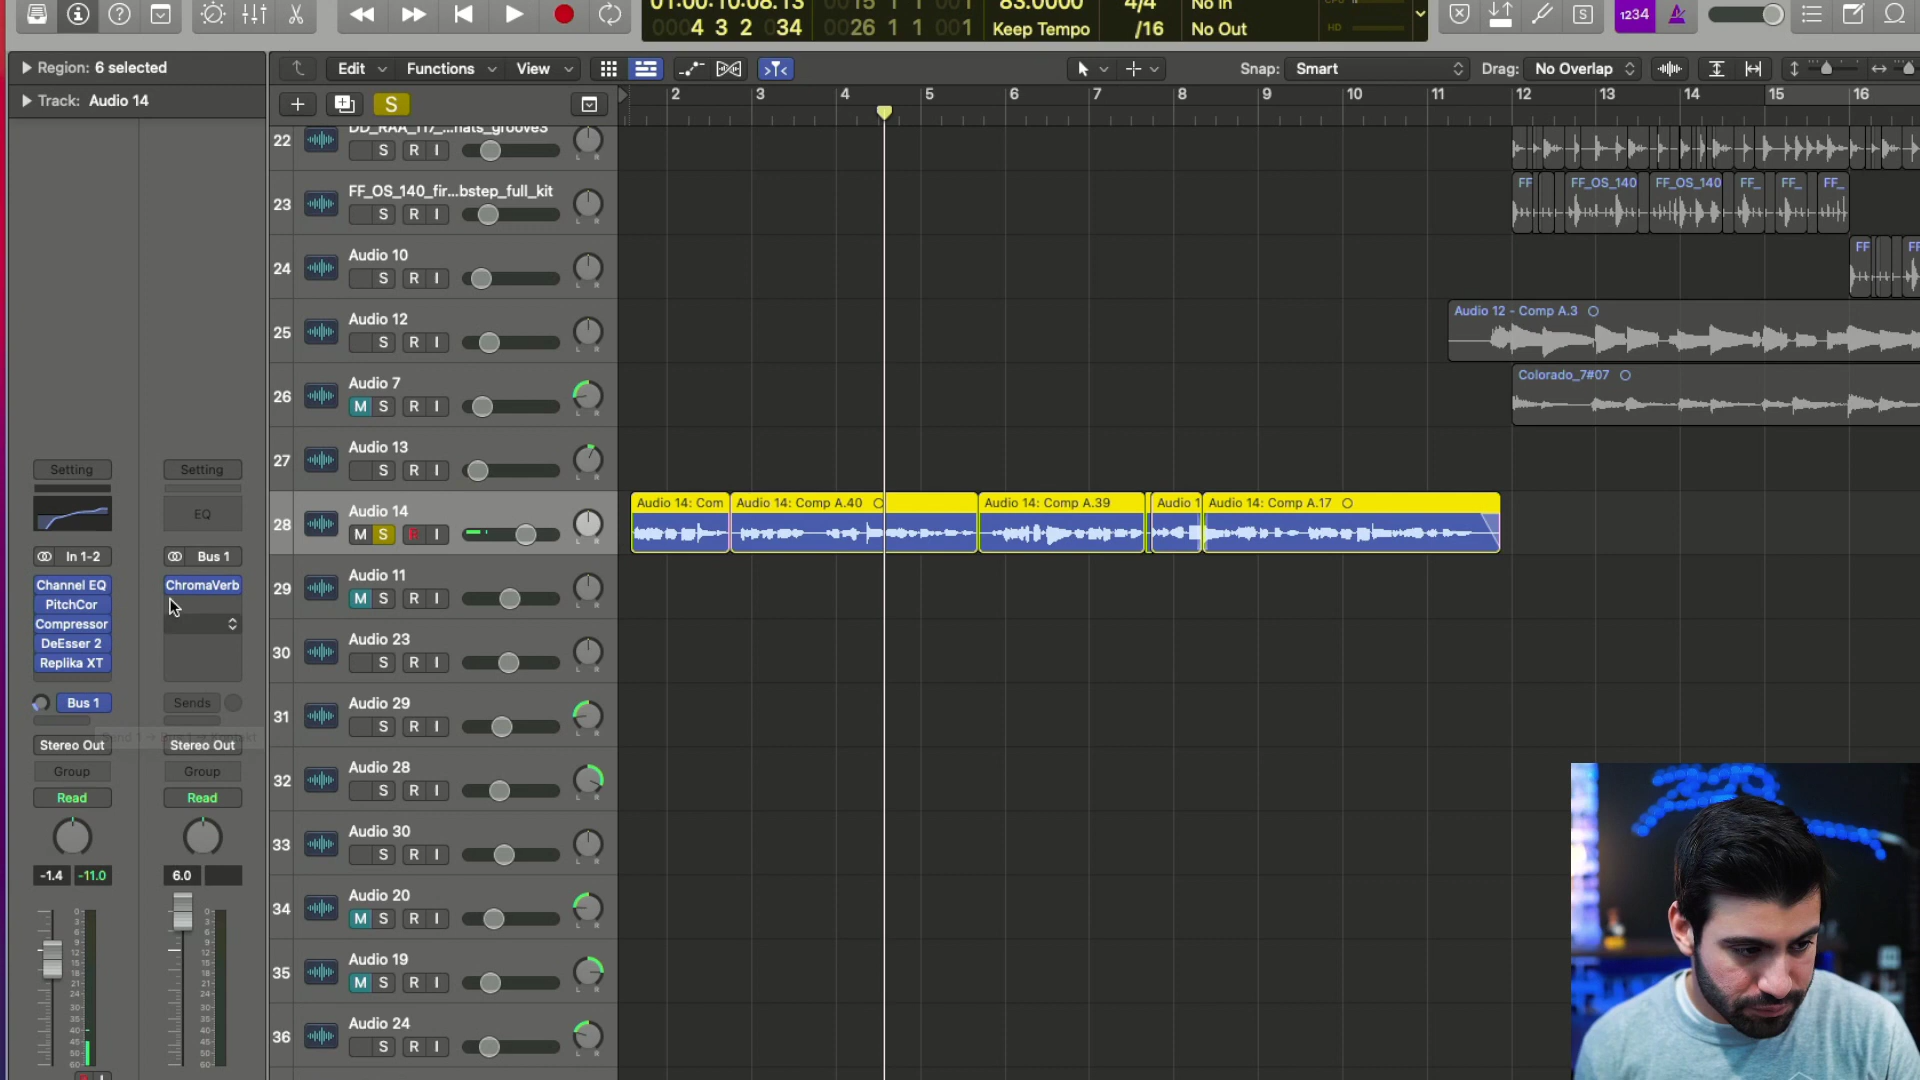 01:00:10:08.13
0015 1 1 001
83.0000
4/4
No In
CPU
1234
S
0004 3 2 034
0026 1 1 001
Keep Tempo
/16
No Out
HD
Region: 6 selected
Edit
Functions
View
Snap: Smart
Drag: No Overlap
Track: Audio 14
S
2 3 4 5 6 7 8 9 10 11 12 13 14 15 16
22
S R I
23 FF_OS_140_fir...bstep_full_kit
S R I
FF FF_OS_140 FF_OS_140 FF_ FF_ FF_
24 Audio 10
S R I
FF
25 Audio 12
S R I
Audio 12 - Comp A.3
26 Audio 7
M S R I
Colorado_7#07
27 Audio 13
S R I
28 Audio 14
M S R I
Audio 14: Com
Audio 14: Comp A.40
Audio 14: Comp A.39
Audio 1
Audio 14: Comp A.17
29 Audio 11
M S R I
30 Audio 23
S R I
31 Audio 29
S R I
32 Audio 28
S R I
33 Audio 30
S R I
34 Audio 20
M S R I
35 Audio 19
M S R I
36 Audio 24
S R I
Setting
Setting
EQ
In 1-2
Bus 1
Channel EQ
ChromaVerb
PitchCor
Compressor
DeEsser 2
Replika XT
Bus 1
Sends
Stereo Out
Stereo Out
Group
Group
Read
Read
-1.4 -11.0
6.0